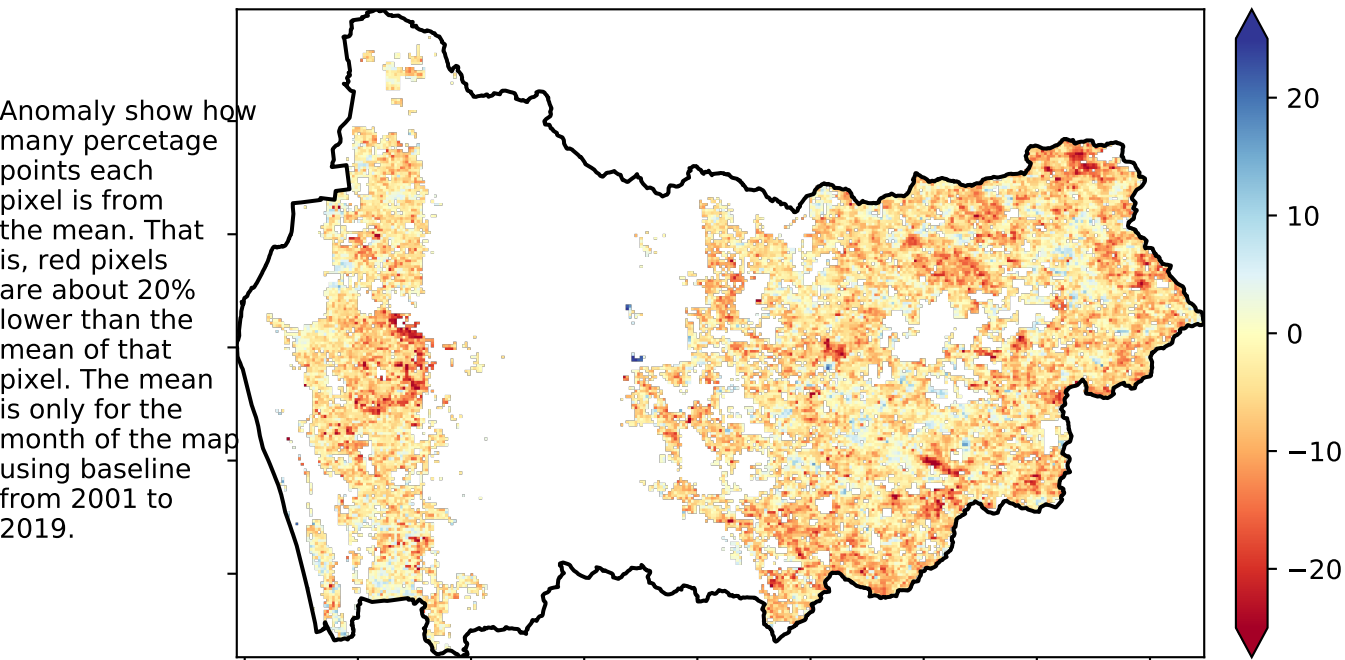 Anomaly show how
many percetage
points each
pixel is from
the mean. That
is, red pixels
are about 20%
lower than the
mean of that
pixel. The mean
is only for the
month of the map
using baseline
from 2001 to
2019.
20
10
0
−10
−20